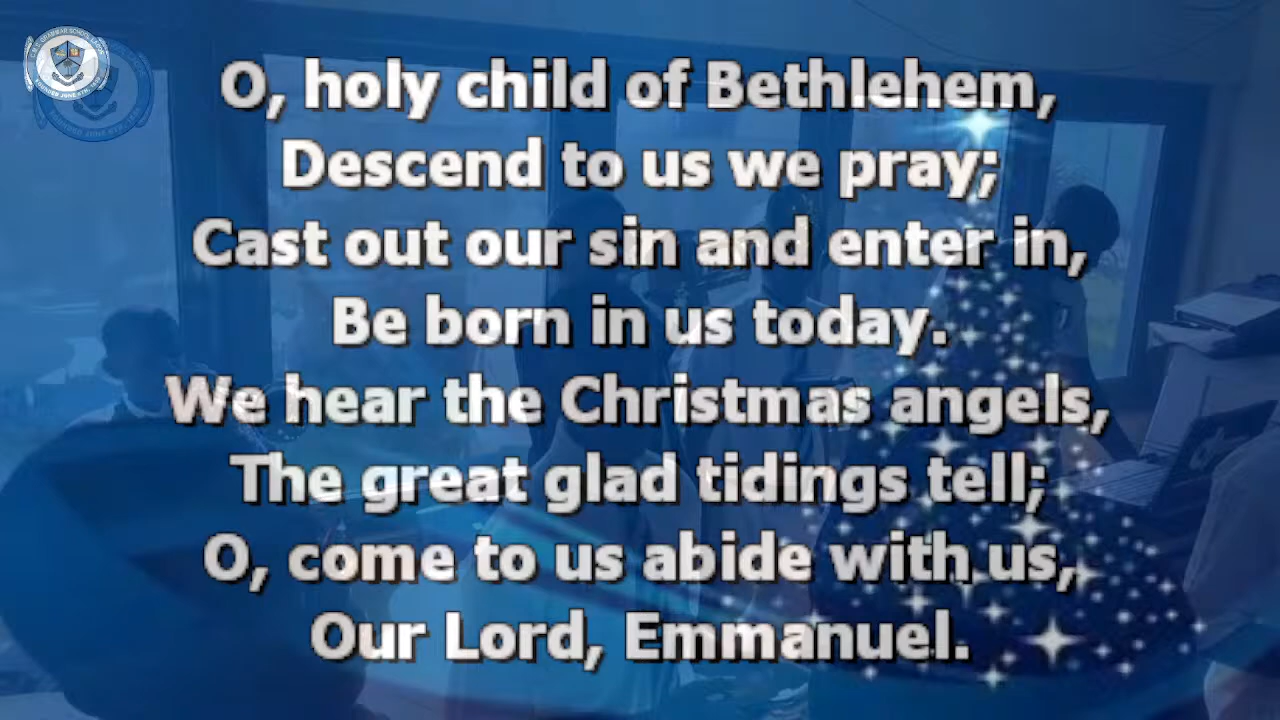 O, holy child of Bethlehem,
Descend to us we pray;
Cast out our sin and enter in,
Be born in us today.
We hear the Christmas angels,
The great glad tidings tell;
O, come to us abide with us,
Our Lord, Emmanuel.